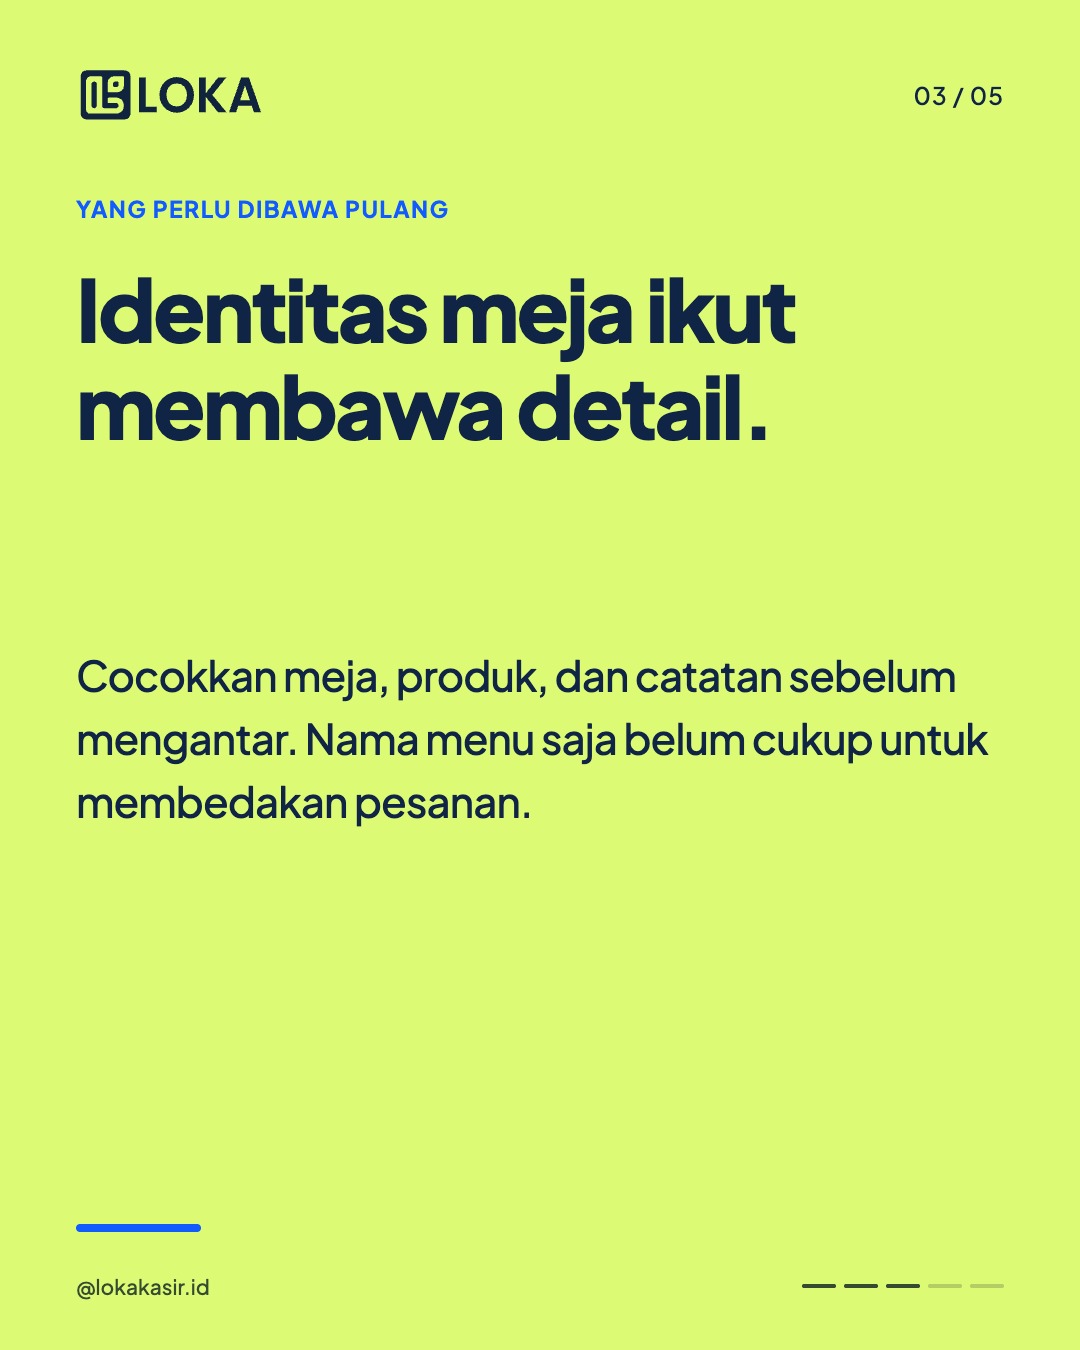 LOKA
03 / 05
YANG PERLU DIBAWA PULANG
Identitas meja ikut
membawa detail.
Cocokkan meja, produk, dan catatan sebelum
mengantar. Nama menu saja belum cukup untuk
membedakan pesanan.
@lokakasir.id